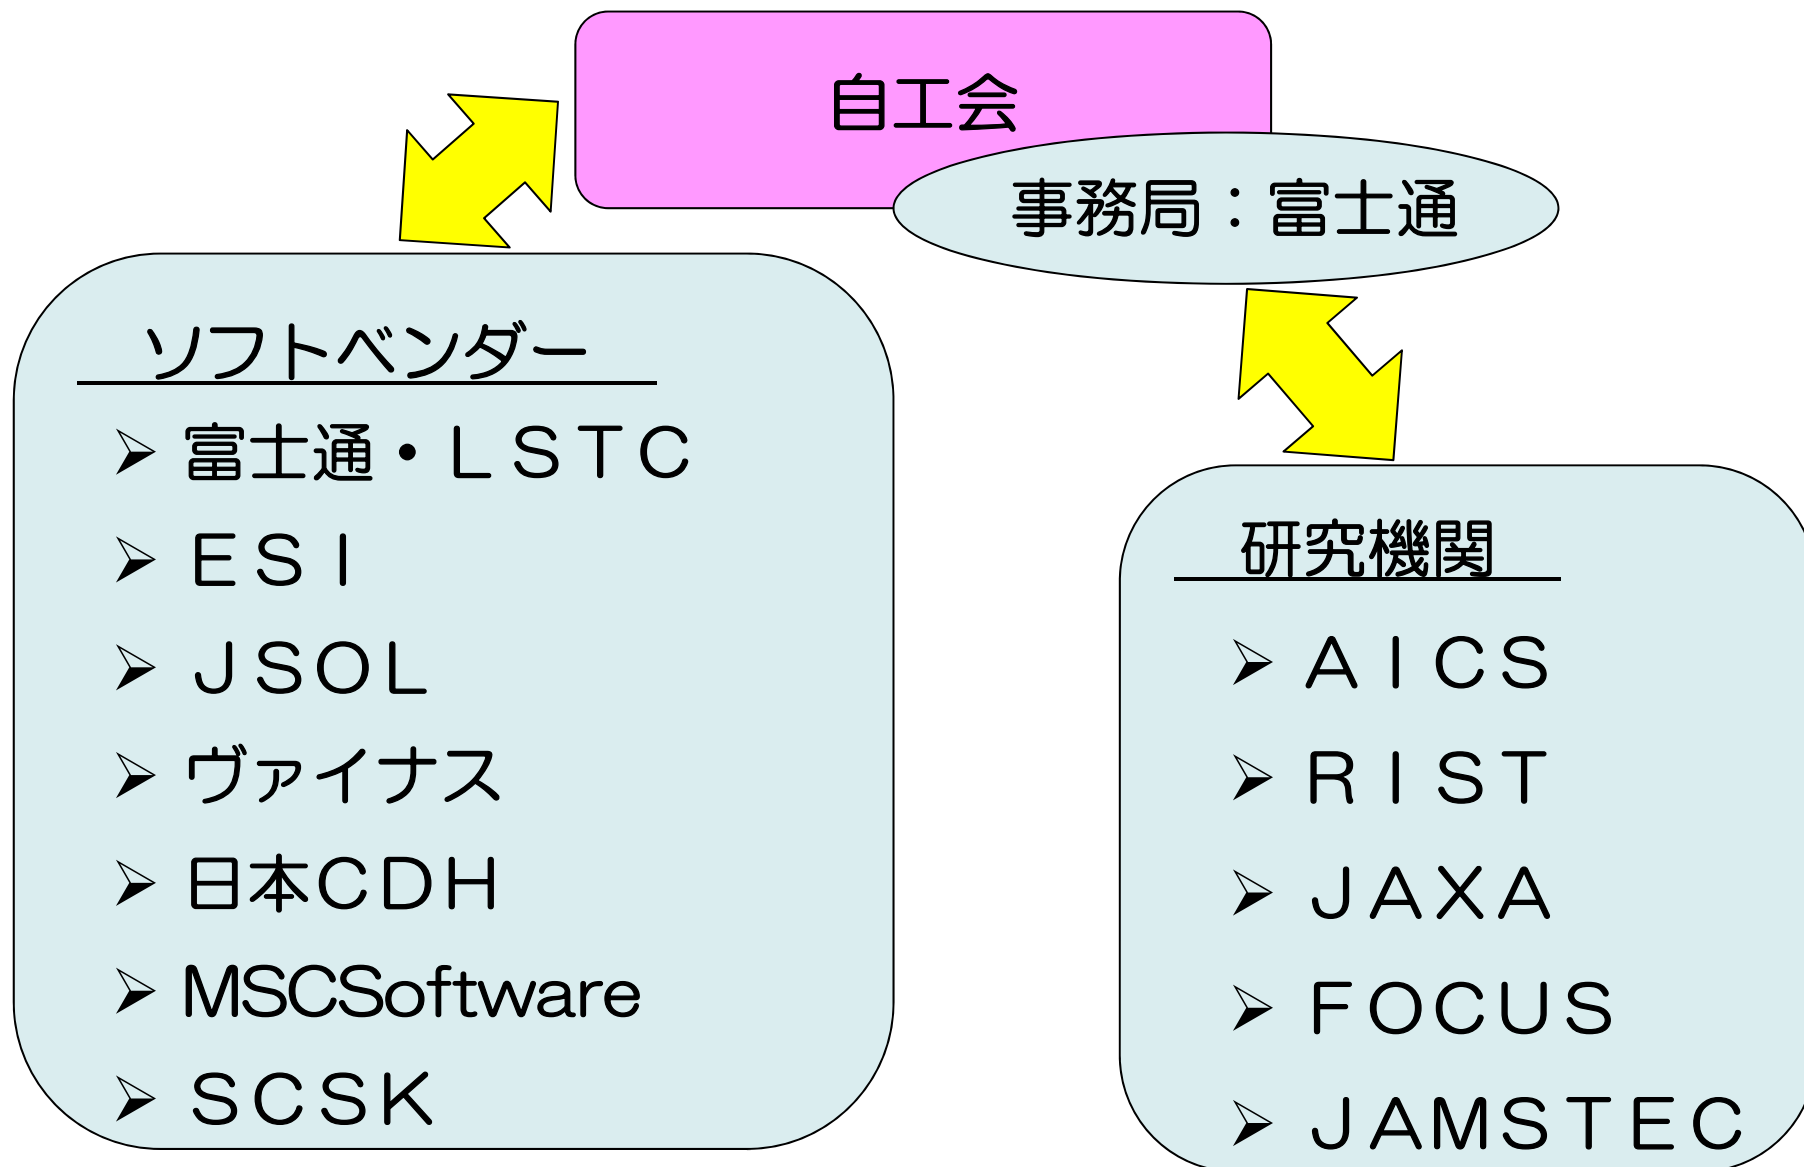 自工会
事務局：富士通
ソフトベンダー
富士通・ＬＳＴＣ
ＥＳＩ
ＪＳＯＬ
ヴァイナス
日本ＣＤＨ
MSCSoftware
ＳＣＳＫ
研究機関
ＡＩＣＳ
ＲＩＳＴ
ＪＡＸＡ
ＦＯＣＵＳ
ＪＡＭＳＴＥＣ